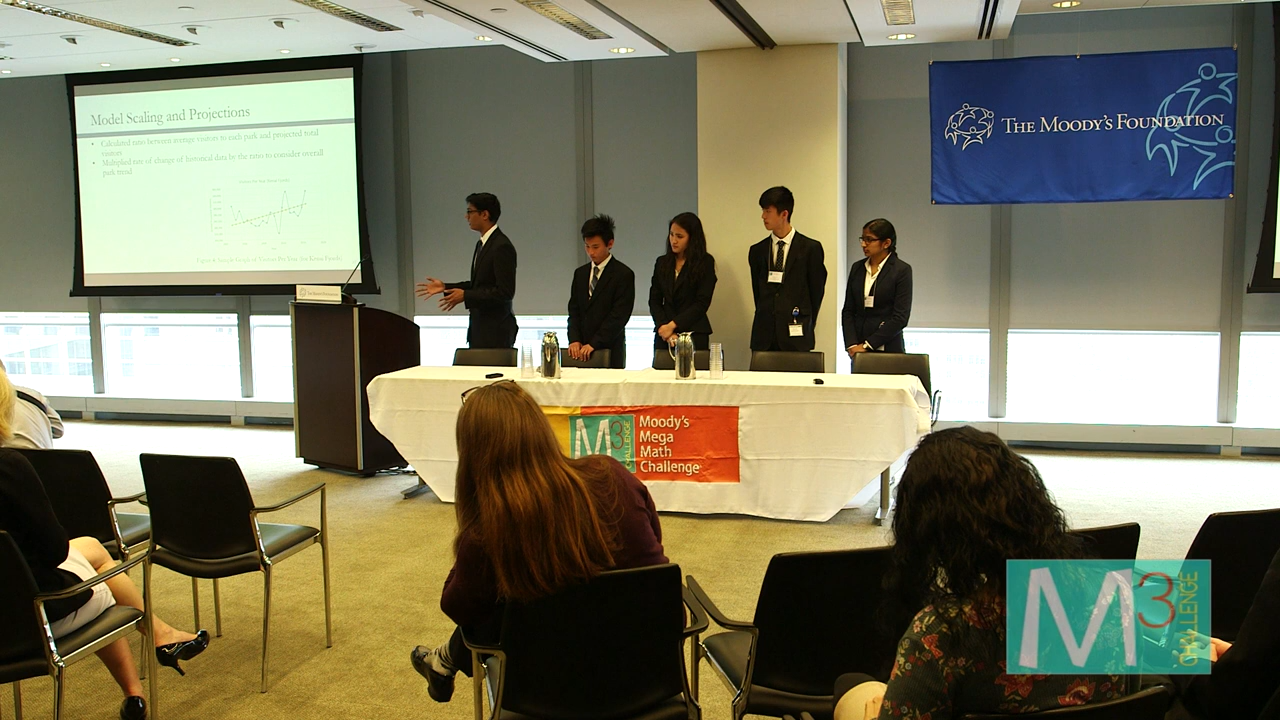 Model Scaling and Projections
• Calculated ratio between average visitors to each park and projected total
visitors
• Multiplied rate of change of historical data by the ratio to consider overall
park trend
THE MOODY'S FOUNDATION
M3
CHALLENGE
Moody's
Mega
Math
Challenge
M3
CHALLENGE